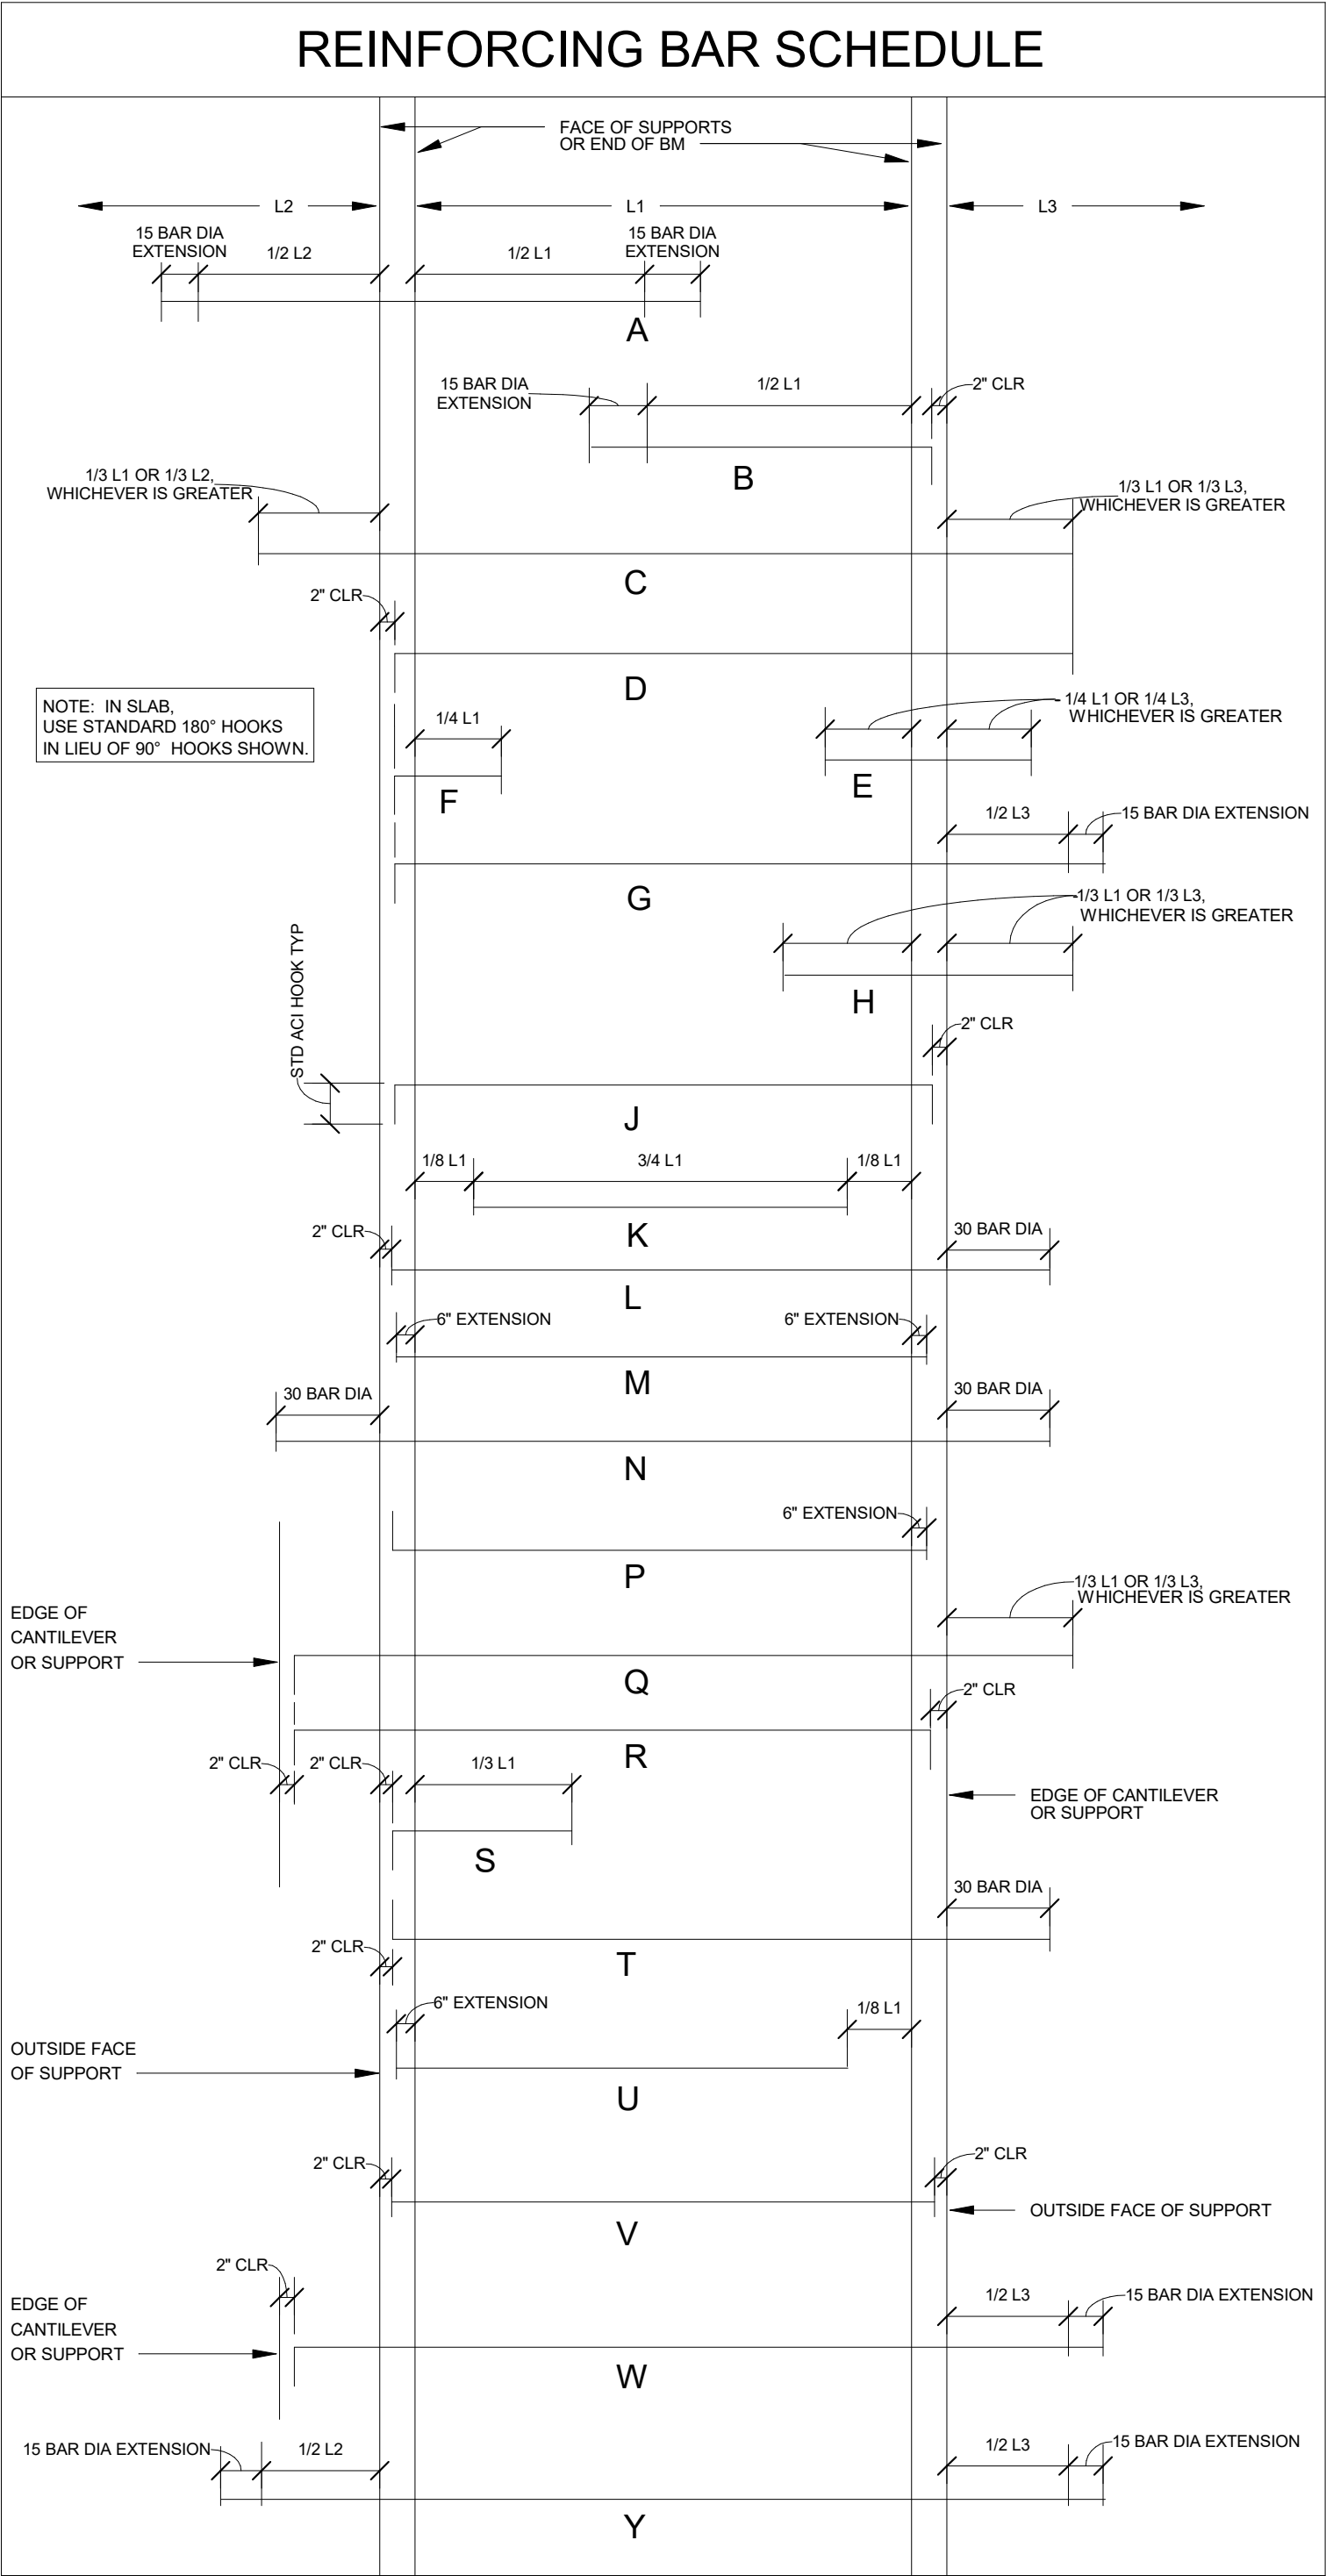 REINFORCING BAR SCHEDULE
FACE OF SUPPORTS
OR END OF BM
L2
L1
L3
15 BAR DIA
EXTENSION
1/2 L2
1/2 L1
15 BAR DIA
EXTENSION
A
15 BAR DIA
EXTENSION
1/2 L1
2" CLR
B
1/3 L1 OR 1/3 L2,
WHICHEVER IS GREATER
1/3 L1 OR 1/3 L3,
WHICHEVER IS GREATER
C
2" CLR
D
NOTE: IN SLAB,
USE STANDARD 180° HOOKS
IN LIEU OF 90° HOOKS SHOWN.
1/4 L1
1/4 L1 OR 1/4 L3,
WHICHEVER IS GREATER
F
E
1/2 L3
15 BAR DIA EXTENSION
G
1/3 L1 OR 1/3 L3,
WHICHEVER IS GREATER
H
STD ACI HOOK TYP
2" CLR
J
1/8 L1
3/4 L1
1/8 L1
K
2" CLR
30 BAR DIA
L
6" EXTENSION
6" EXTENSION
M
30 BAR DIA
30 BAR DIA
N
6" EXTENSION
P
1/3 L1 OR 1/3 L3,
WHICHEVER IS GREATER
EDGE OF
CANTILEVER
OR SUPPORT
Q
2" CLR
R
2" CLR
2" CLR
1/3 L1
EDGE OF CANTILEVER
OR SUPPORT
S
30 BAR DIA
2" CLR
T
6" EXTENSION
1/8 L1
OUTSIDE FACE
OF SUPPORT
U
2" CLR
2" CLR
OUTSIDE FACE OF SUPPORT
V
2" CLR
EDGE OF
CANTILEVER
OR SUPPORT
1/2 L3
15 BAR DIA EXTENSION
W
15 BAR DIA EXTENSION
1/2 L2
1/2 L3
15 BAR DIA EXTENSION
Y